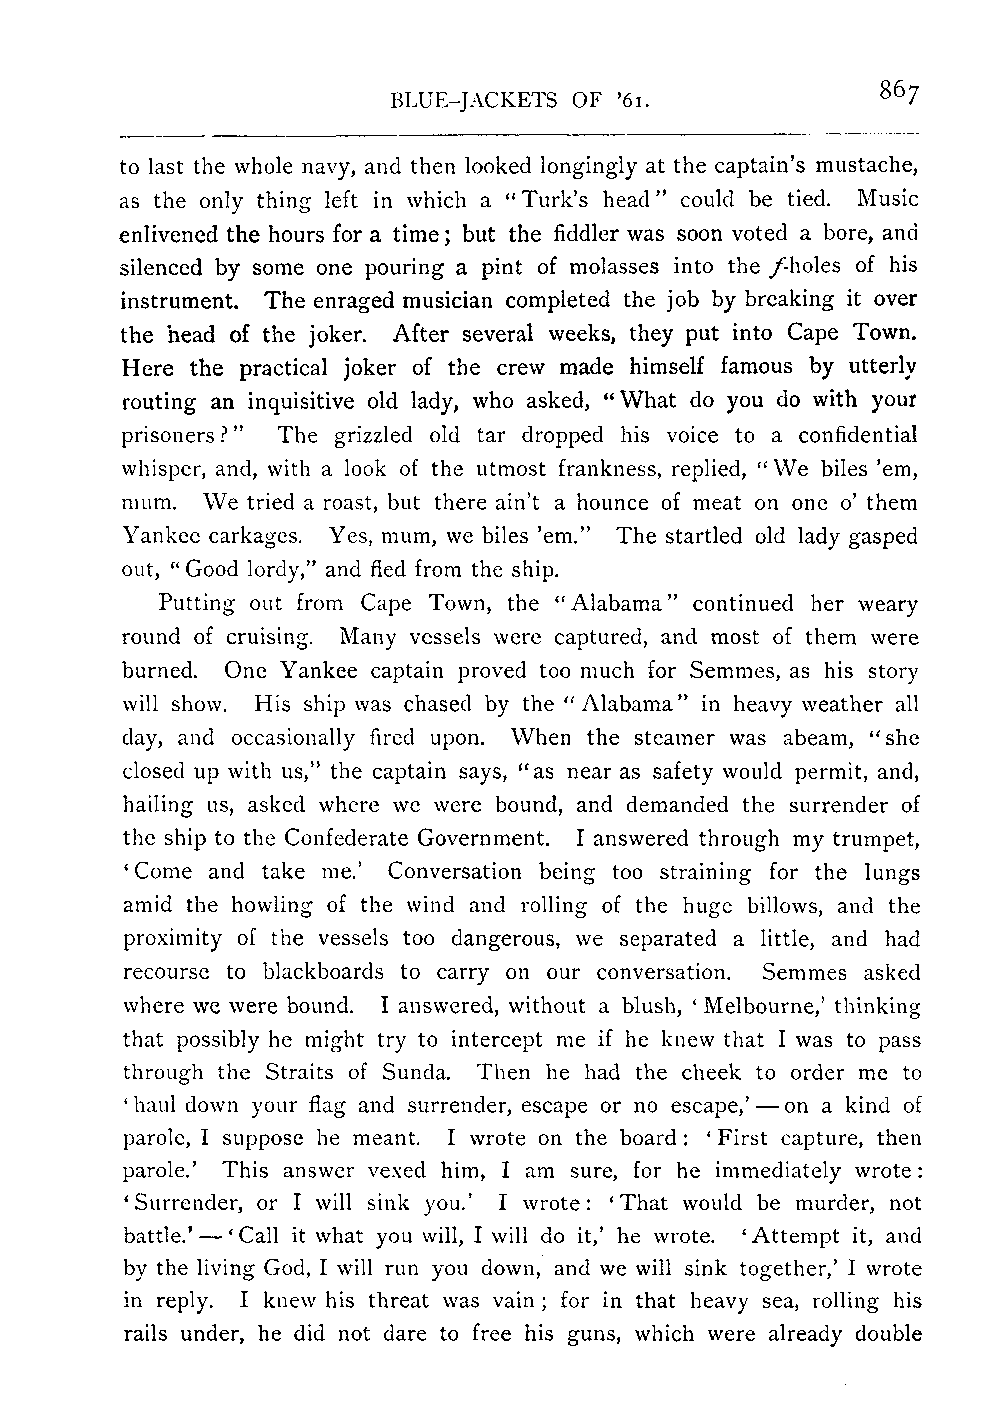 BLUE-JACKETS OF '61.
867
to last the whole navy, and then looked longingly at the captain's mustache,
as the only thing left in which a "Turk's head" could be tied. Music
enlivened the hours for a time; but the fiddler was soon voted a bore, and
silenced by some one pouring a pint of molasses into the f-holes of his
instrument. The enraged musician completed the job by breaking it over
the head of the joker. After several weeks, they put into Cape Town.
Here the practical joker of the crew made himself famous by utterly
routing an inquisitive old lady, who asked, "What do you do with your
prisoners?" The grizzled old tar dropped his voice to a confidential
whisper, and, with a look of the utmost frankness, replied, "We biles 'em,
mum. We tried a roast, but there ain't a hounce of meat on one o' them
Yankee carkages. Yes, mum, we biles 'em." The startled old lady gasped
out, "Good lordy," and fled from the ship.
Putting out from Cape Town, the "Alabama" continued her weary
round of cruising. Many vessels were captured, and most of them were
burned. One Yankee captain proved too much for Semmes, as his story
will show. His ship was chased by the "Alabama" in heavy weather all
day, and occasionally fired upon. When the steamer was abeam, "she
closed up with us," the captain says, "as near as safety would permit, and,
hailing us, asked where we were bound, and demanded the surrender of
the ship to the Confederate Government. I answered through my trumpet,
'Come and take me.' Conversation being too straining for the lungs
amid the howling of the wind and rolling of the huge billows, and the
proximity of the vessels too dangerous, we separated a little, and had
recourse to blackboards to carry on our conversation. Semmes asked
where we were bound. I answered, without a blush, 'Melbourne,' thinking
that possibly he might try to intercept me if he knew that I was to pass
through the Straits of Sunda. Then he had the cheek to order me to
'haul down your flag and surrender, escape or no escape,'—on a kind of
parole, I suppose he meant. I wrote on the board: 'First capture, then
parole.' This answer vexed him, I am sure, for he immediately wrote:
'Surrender, or I will sink you.' I wrote: 'That would be murder, not
battle.'—'Call it what you will, I will do it,' he wrote. 'Attempt it, and
by the living God, I will run you down, and we will sink together,' I wrote
in reply. I knew his threat was vain; for in that heavy sea, rolling his
rails under, he did not dare to free his guns, which were already double